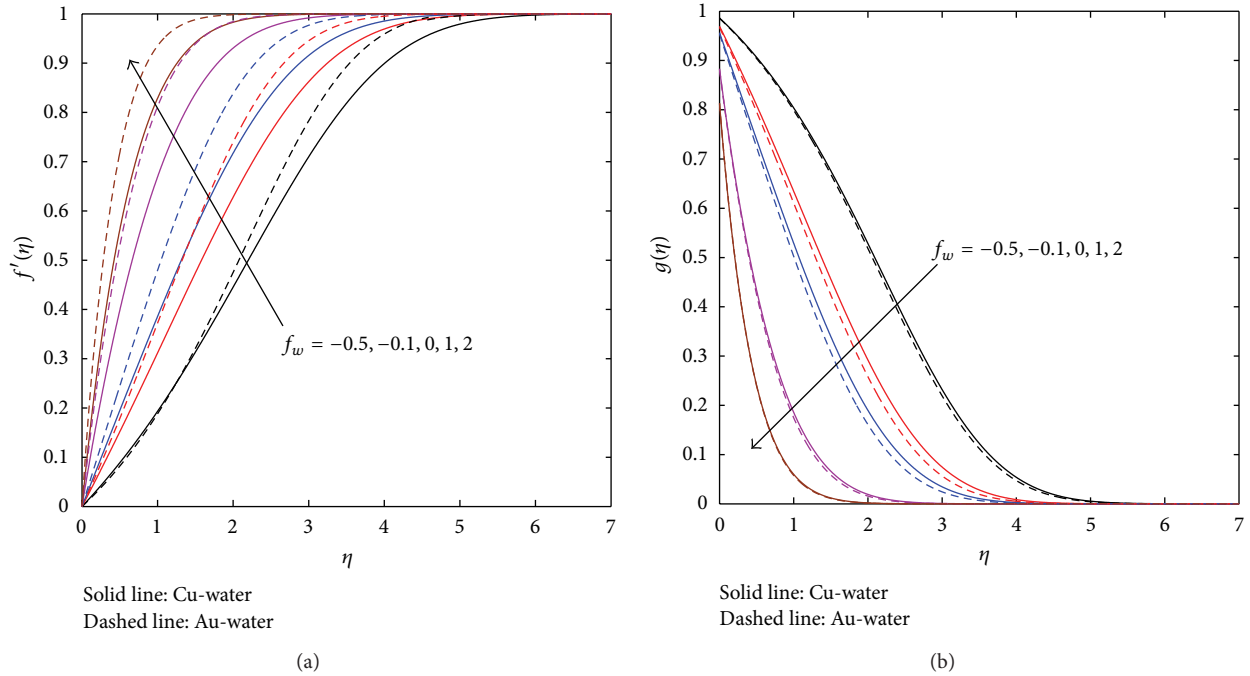 1
0.9
0.8
0.7
0.6
0.5
0.4
0.3
0.2
0.1
0
f′(η)
0 1 2 3 4 5 6 7
η
f_w = −0.5, −0.1, 0, 1, 2
Solid line: Cu-water
Dashed line: Au-water
(a)
1
0.9
0.8
0.7
0.6
0.5
0.4
0.3
0.2
0.1
0
g(η)
0 1 2 3 4 5 6 7
η
f_w = −0.5, −0.1, 0, 1, 2
Solid line: Cu-water
Dashed line: Au-water
(b)